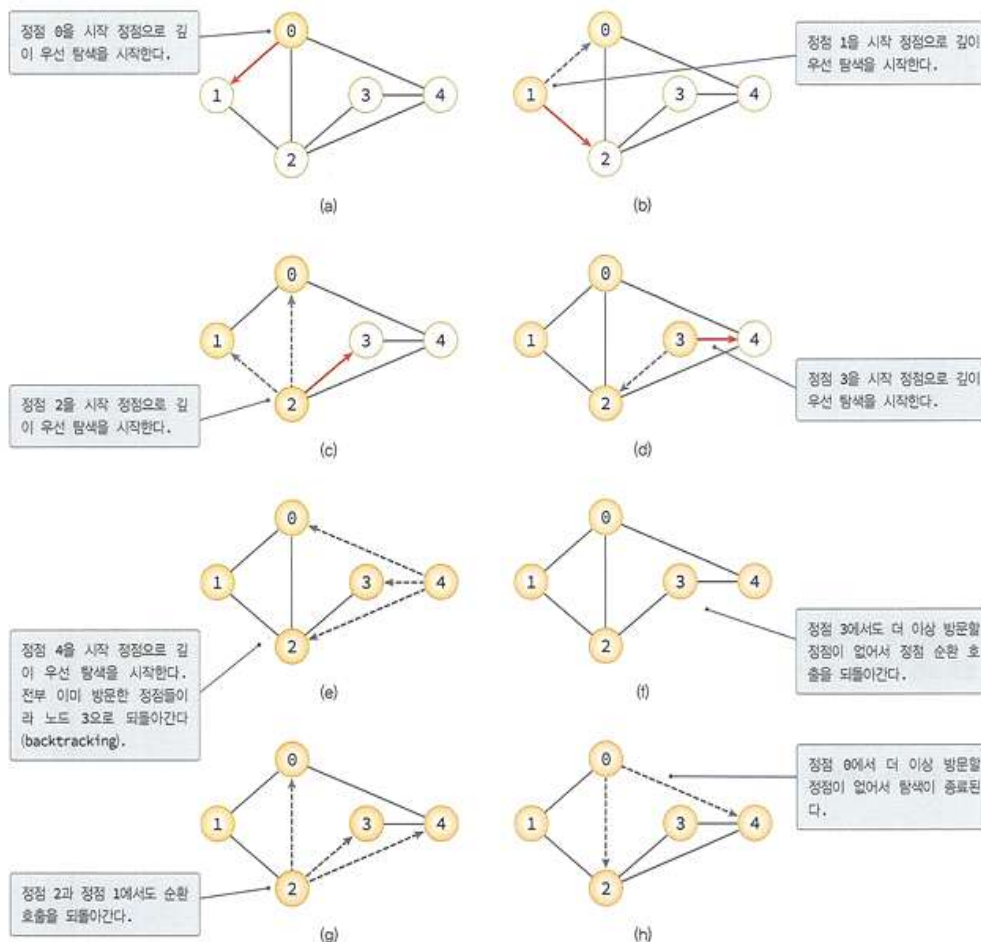 정점 0을 시작 정점으로 깊
이 우선 탐색을 시작한다.
0
1
3
4
2
(a)
0
1
3
4
2
정점 1을 시작 정점으로 깊이
우선 탐색을 시작한다.
(b)
0
1
3
4
2
정점 2를 시작 정점으로 깊
이 우선 탐색을 시작한다.
(c)
0
1
3
4
2
정점 3을 시작 정점으로 깊이
우선 탐색을 시작한다.
(d)
0
1
3
4
2
정점 4을 시작 정점으로 깊
이 우선 탐색을 시작한다.
전부 이미 방문한 정점들이
라 노드 3으로 되돌아간다
(backtracking).
(e)
0
1
3
4
2
정점 3에서도 더 이상 방문할
정점이 없어서 정점 순환 호
출을 되돌아간다.
(f)
0
1
3
4
2
정점 2과 정점 1에서도 순환
호출을 되돌아간다.
(g)
0
1
3
4
2
정점 0에서 더 이상 방문할
정점이 없어서 탐색이 종료된
다.
(h)